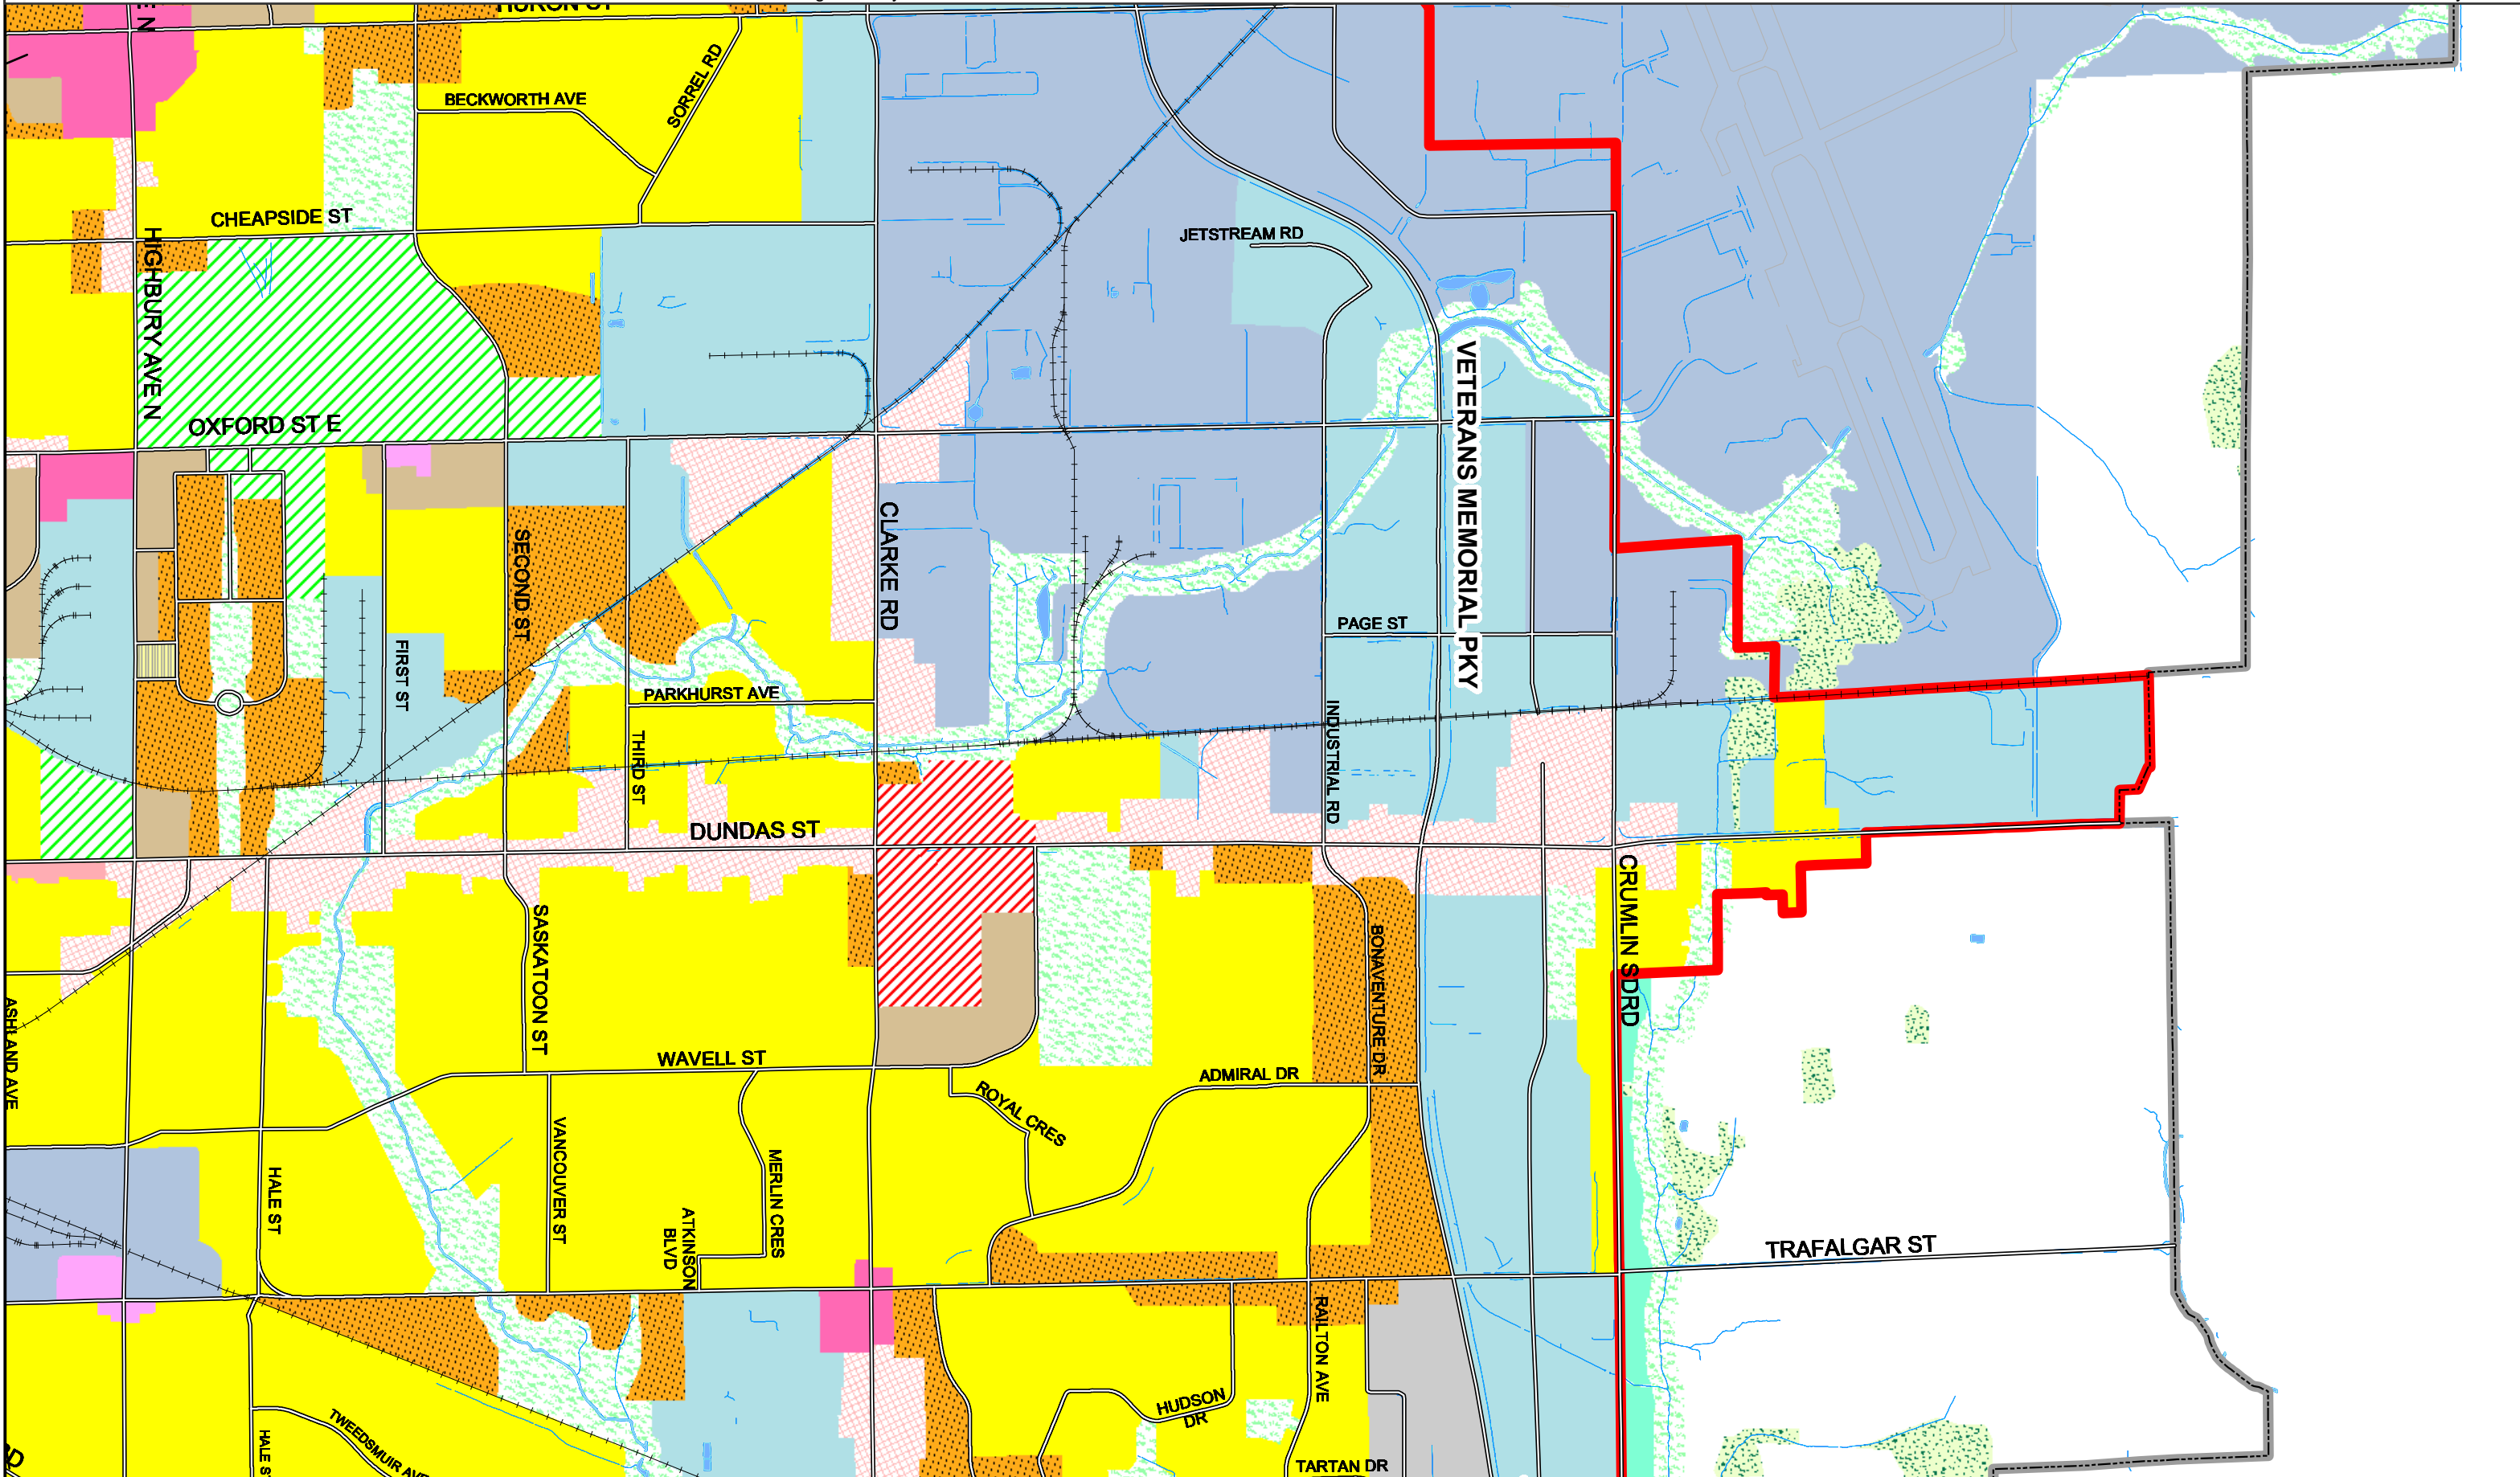 HURON ST
SORREL RD
BECKWORTH AVE
CHEAPSIDE ST
HIGHBURY AVE N
JETSTREAM RD
OXFORD ST E
VETERANS MEMORIAL PKY
CLARKE RD
SECOND ST
PAGE ST
FIRST ST
PARKHURST AVE
INDUSTRIAL RD
THIRD ST
DUNDAS ST
CRUMLIN SDRD
SASKATOON ST
BONAVENTURE DR
ASHLAND AVE
WAVELL ST
ADMIRAL DR
ROYAL CRES
VANCOUVER ST
MERLIN CRES
HALE ST
ATKINSON
BLVD
TRAFALGAR ST
RAILTON AVE
HUDSON
DR
TWEEDSMUIR AVE
HALE S
TARTAN DR